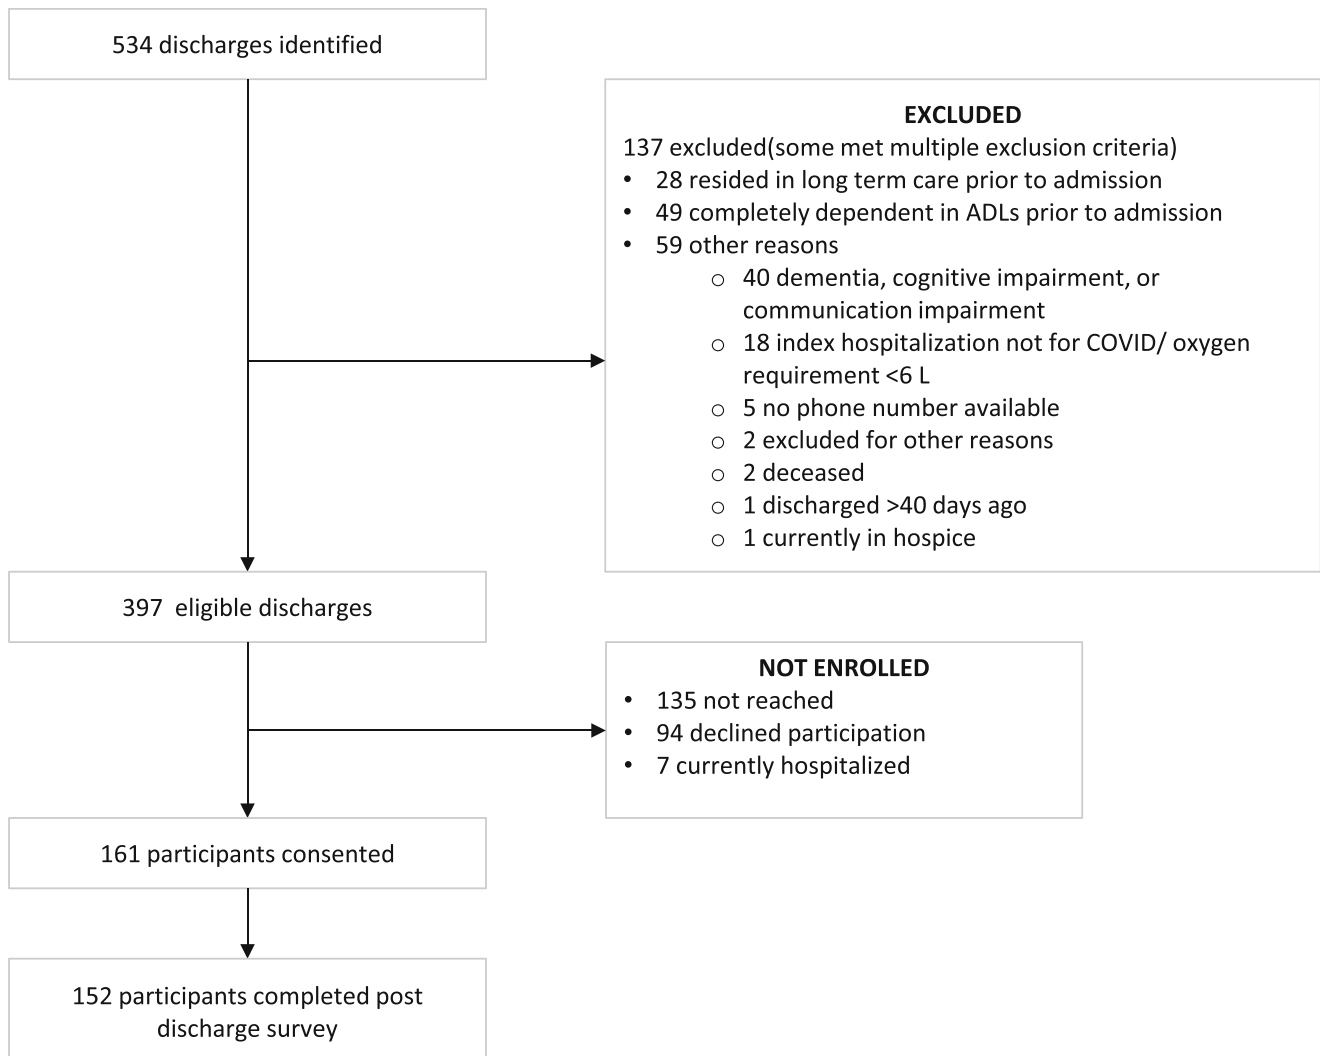 534 discharges identified
EXCLUDED
137 excluded(some met multiple exclusion criteria)
• 28 resided in long term care prior to admission
• 49 completely dependent in ADLs prior to admission
• 59 other reasons
o 40 dementia, cognitive impairment, or
communication impairment
o 18 index hospitalization not for COVID/ oxygen
requirement <6 L
o 5 no phone number available
o 2 excluded for other reasons
o 2 deceased
o 1 discharged >40 days ago
o 1 currently in hospice
397 eligible discharges
NOT ENROLLED
• 135 not reached
• 94 declined participation
• 7 currently hospitalized
161 participants consented
152 participants completed post
discharge survey